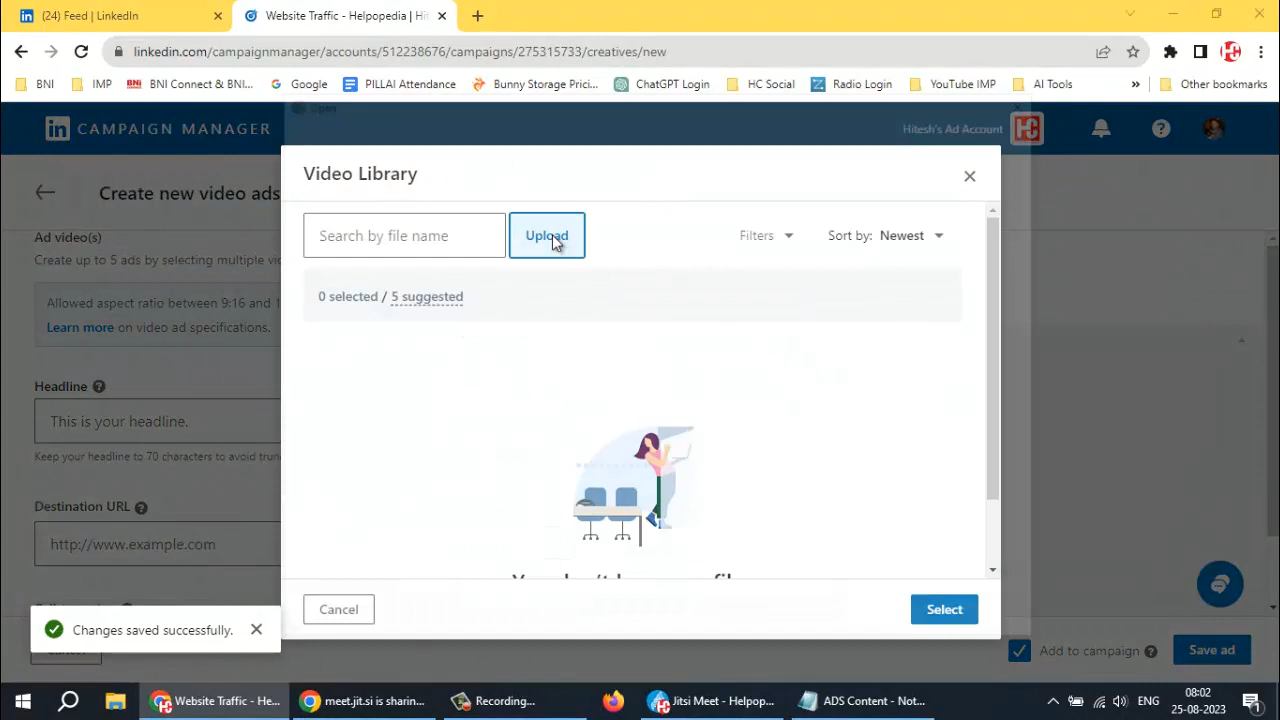 (24) Feed | LinkedIn
Website Traffic - Helpopedia | Hit
linkedin.com/campaignmanager/accounts/512238676/campaigns/275315733/creatives/new
BNI
IMP
BNI Connect & BNI...
Google
PILLAI Attendance
Bunny Storage Prici...
ChatGPT Login
HC Social
Radio Login
YouTube IMP
AI Tools
»
Other bookmarks
Open
in CAMPAIGN MANAGER
Hitesh's Ad Account
HC
Create new video ads
Video Library
Search by file name
Upload
Filters
Sort by: Newest
0 selected / 5 suggested
Ad video(s)
Create up to 5 ads by selecting multiple vi
Allowed aspect ratio between 9:16 and 1
Learn more on video ad specifications.
Headline
This is your headline.
Keep your headline to 70 characters to avoid trun
Destination URL
http://www.example.com
Cancel
Select
Changes saved successfully.
Cancel
Add to campaign
Save ad
Website Traffic - He...
meet.jit.si is sharin...
Recording...
Jitsi Meet - Helpop...
ADS Content - Not...
ENG
08:02
25-08-2023
1